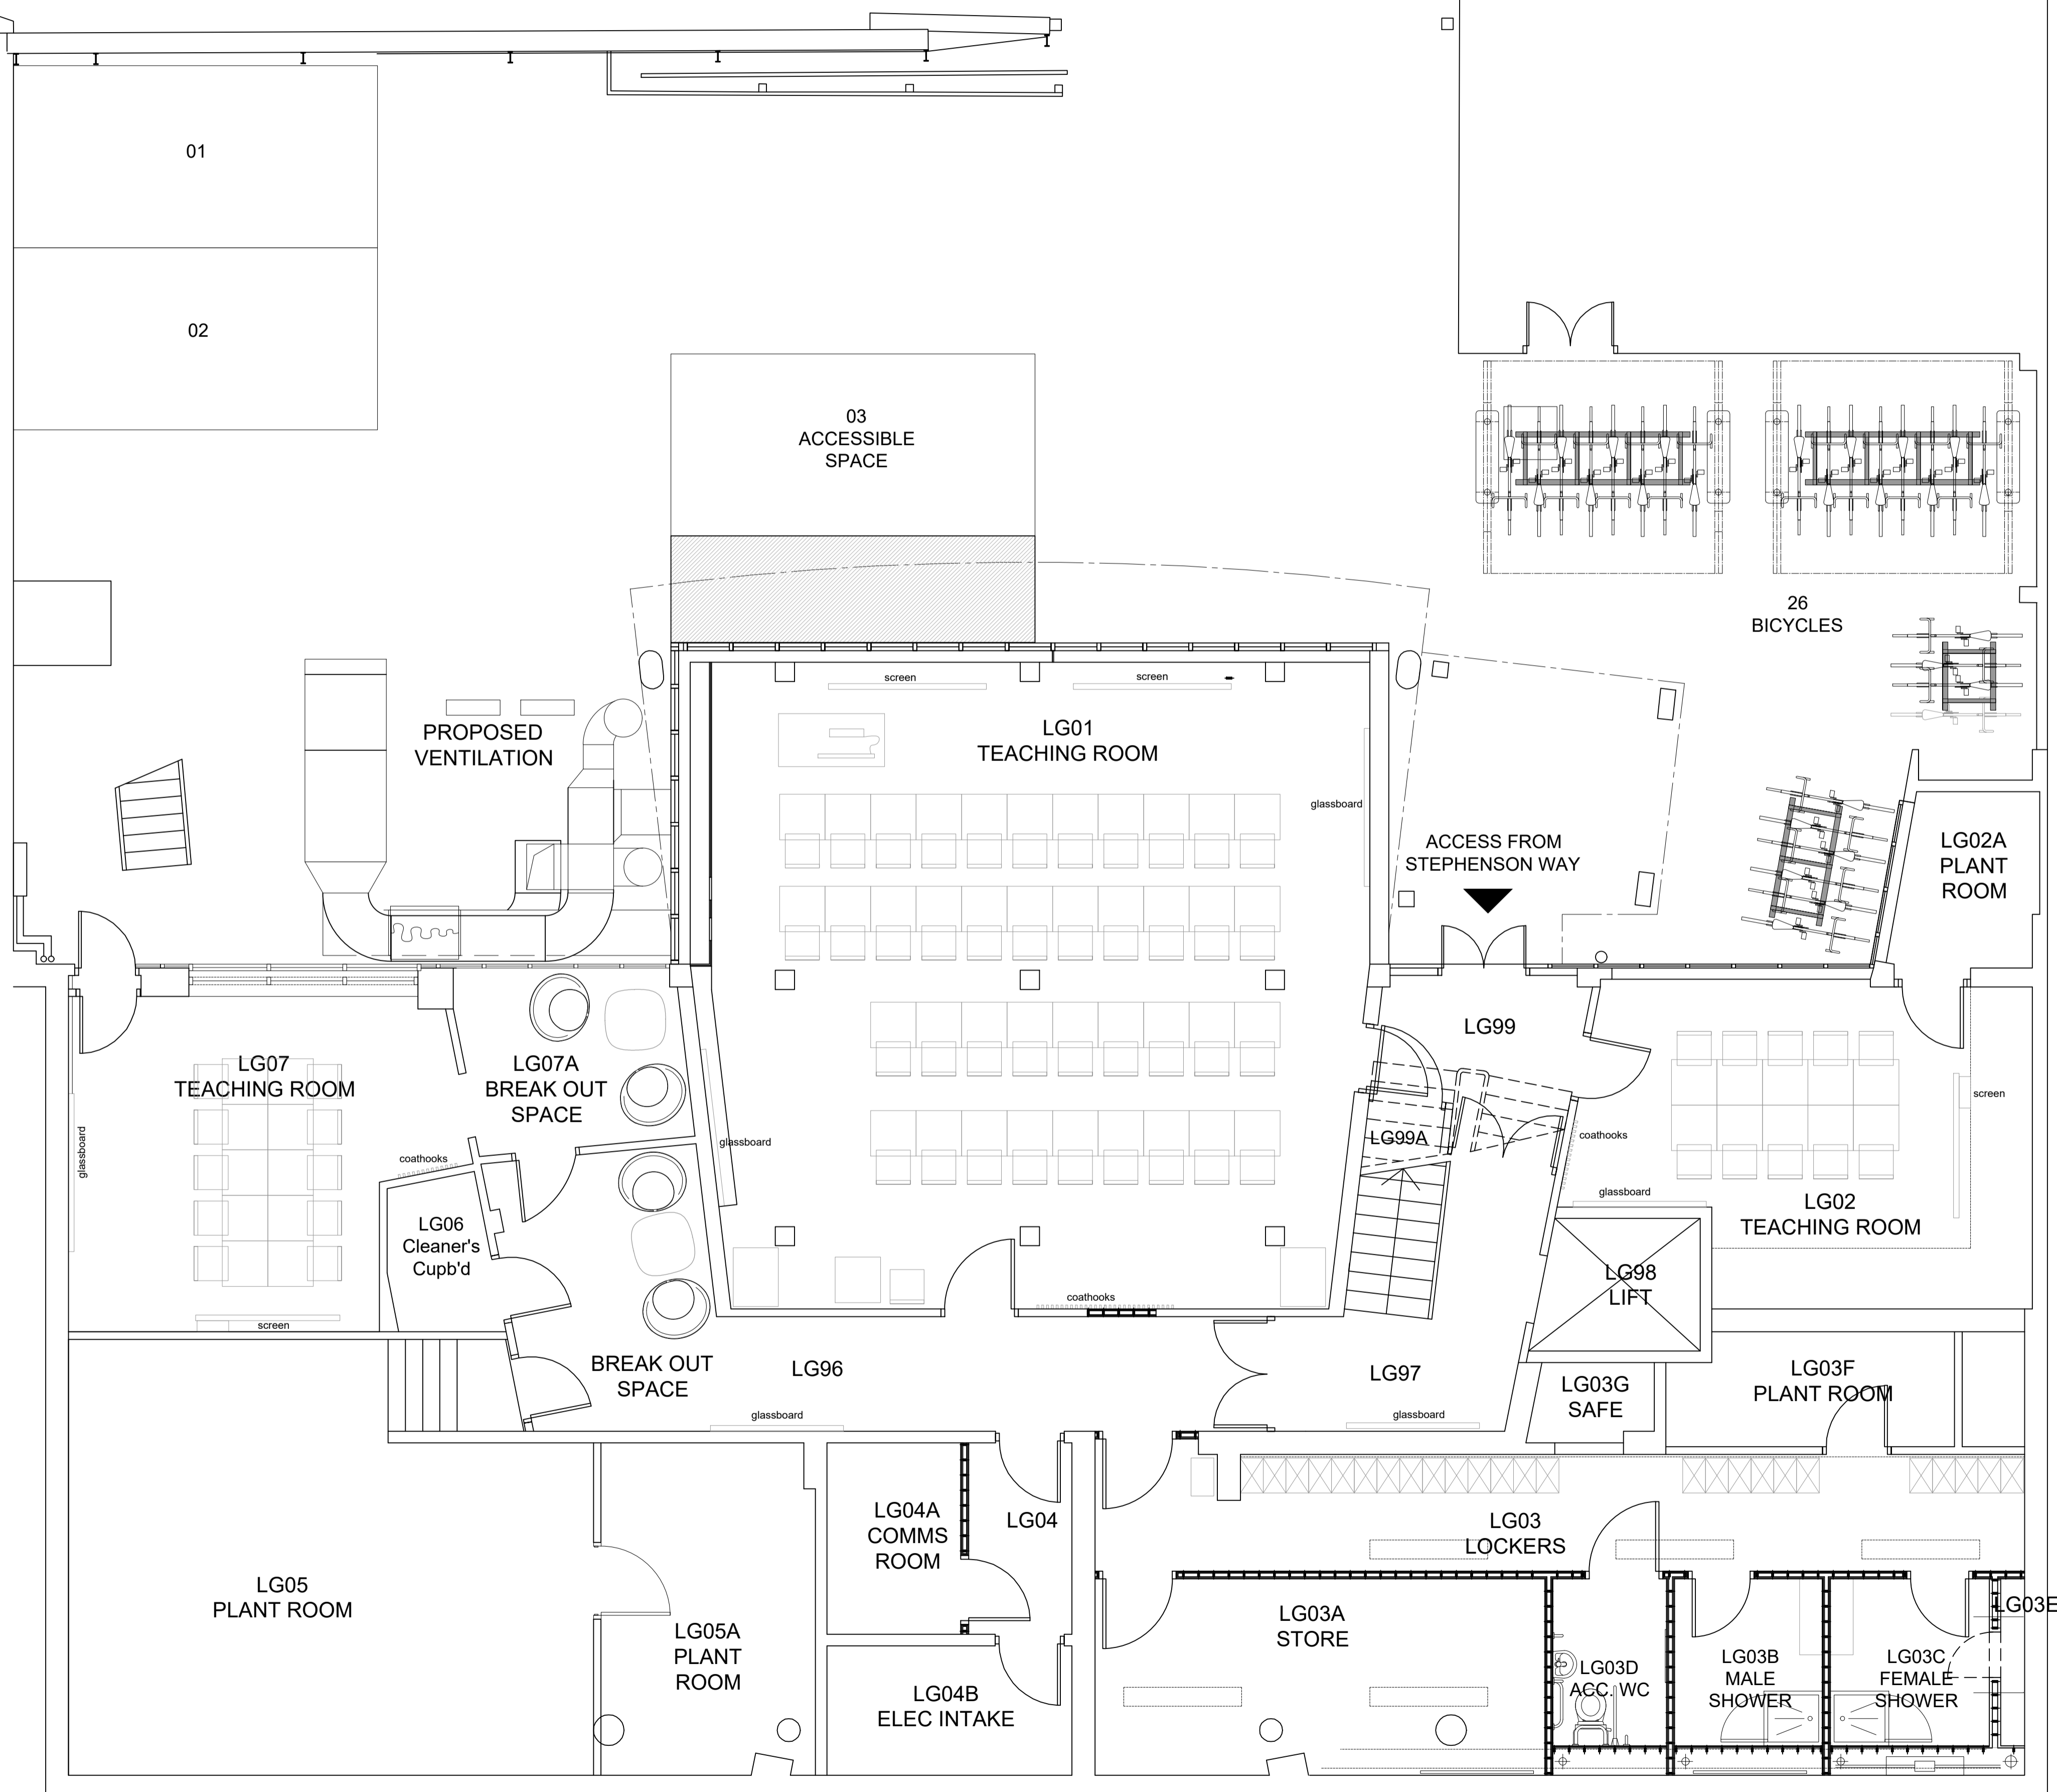 01
02
03
ACCESSIBLE
SPACE
26
BICYCLES
PROPOSED
VENTILATION
screen
screen
LG01
TEACHING ROOM
glassboard
ACCESS FROM
STEPHENSON WAY
LG02A
PLANT
ROOM
LG99
LG07
TEACHING ROOM
LG07A
BREAK OUT
SPACE
glassboard
coathooks
glassboard
LG99A
coathooks
screen
glassboard
LG02
TEACHING ROOM
LG06
Cleaner's
Cupb'd
screen
coathooks
LG98
LIFT
BREAK OUT
SPACE
LG96
LG97
glassboard
glassboard
LG03G
SAFE
LG03F
PLANT ROOM
LG04A
COMMS
ROOM
LG04
LG03
LOCKERS
LG05
PLANT ROOM
LG05A
PLANT
ROOM
LG04B
ELEC INTAKE
LG03A
STORE
LG03D
ACC. WC
LG03B
MALE
SHOWER
LG03C
FEMALE
SHOWER
LG03E